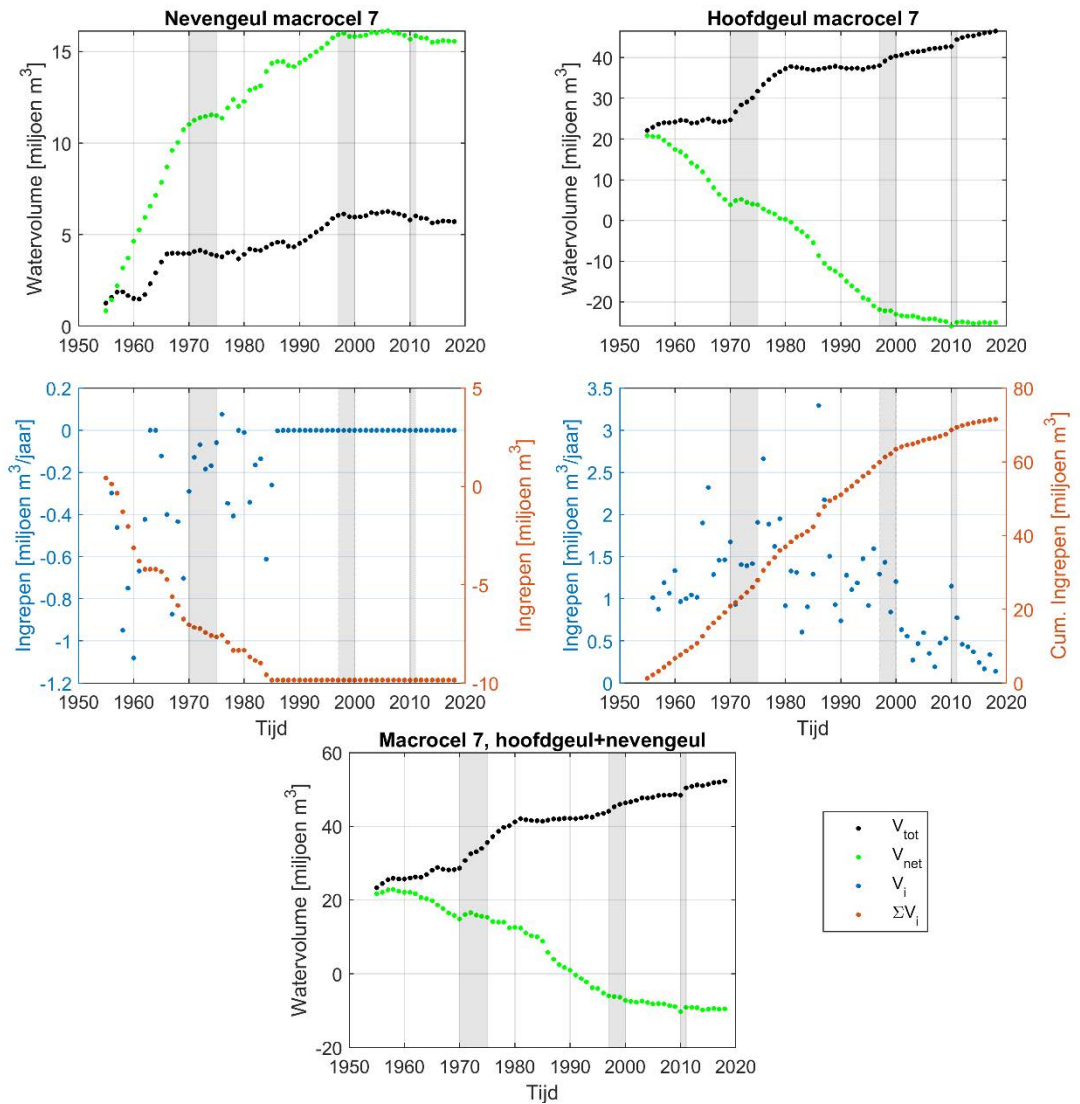 Nevengeul macrocel 7
Watervolume [miljoen m³]
15
10
5
0
1950 1960 1970 1980 1990 2000 2010 2020
Hoofdgeul macrocel 7
Watervolume [miljoen m³]
40
30
20
10
0
-10
-20
1950 1960 1970 1980 1990 2000 2010 2020
Ingrepen [miljoen m³/jaar]
0.2
0
-0.2
-0.4
-0.6
-0.8
-1
-1.2
5
0
-5
-10
Ingrepen [miljoen m³]
1950 1960 1970 1980 1990 2000 2010 2020
Tijd
Ingrepen [miljoen m³/jaar]
3.5
3
2.5
2
1.5
1
0.5
0
80
60
40
20
0
Cum. Ingrepen [miljoen m³]
1950 1960 1970 1980 1990 2000 2010 2020
Tijd
Macrocel 7, hoofdgeul+nevengeul
Watervolume [miljoen m³]
60
40
20
0
-20
1950 1960 1970 1980 1990 2000 2010 2020
Tijd
V_tot
V_net
V_i
ΣV_i